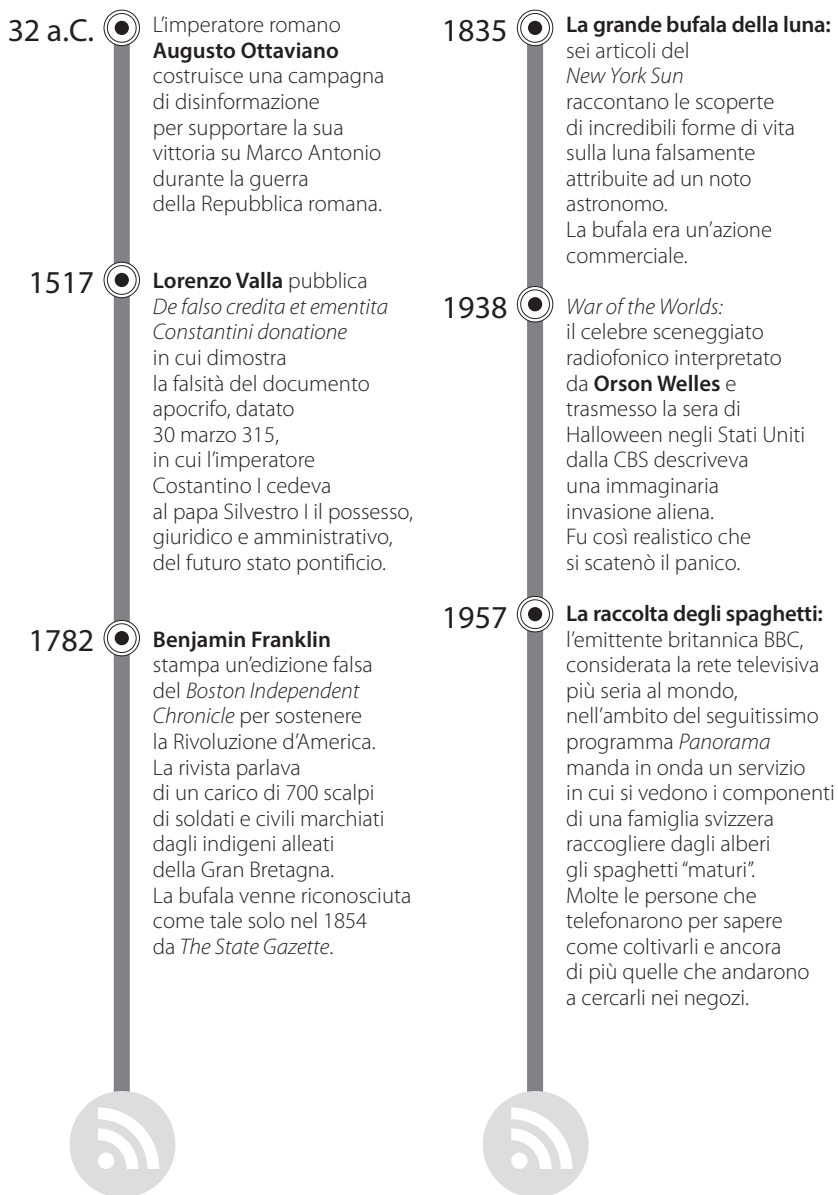 32 a.C.
L'imperatore romano
Augusto Ottaviano
costruisce una campagna
di disinformazione
per supportare la sua
vittoria su Marco Antonio
durante la guerra
della Repubblica romana.
1517
Lorenzo Valla pubblica
De falso credita et ementita
Constantini donatione
in cui dimostra
la falsità del documento
apocrifo, datato
30 marzo 315,
in cui l'imperatore
Costantino I cedeva
al papa Silvestro I il possesso,
giuridico e amministrativo,
del futuro stato pontificio.
1782
Benjamin Franklin
stampa un'edizione falsa
del Boston Independent
Chronicle per sostenere
la Rivoluzione d'America.
La rivista parlava
di un carico di 700 scalpi
di soldati e civili marchiati
dagli indigeni alleati
della Gran Bretagna.
La bufala venne riconosciuta
come tale solo nel 1854
da The State Gazette.
1835
La grande bufala della luna:
sei articoli del
New York Sun
raccontano le scoperte
di incredibili forme di vita
sulla luna falsamente
attribuite ad un noto
astronomo.
La bufala era un'azione
commerciale.
1938
War of the Worlds:
il celebre sceneggiato
radiofonico interpretato
da Orson Welles e
trasmesso la sera di
Halloween negli Stati Uniti
dalla CBS descriveva
una immaginaria
invasione aliena.
Fu così realistico che
si scatenò il panico.
1957
La raccolta degli spaghetti:
l'emittente britannica BBC,
considerata la rete televisiva
più seria al mondo,
nell'ambito del seguitissimo
programma Panorama
manda in onda un servizio
in cui si vedono i componenti
di una famiglia svizzera
raccogliere dagli alberi
gli spaghetti "maturi".
Molte le persone che
telefonarono per sapere
come coltivarli e ancora
di più quelle che andarono
a cercarli nei negozi.